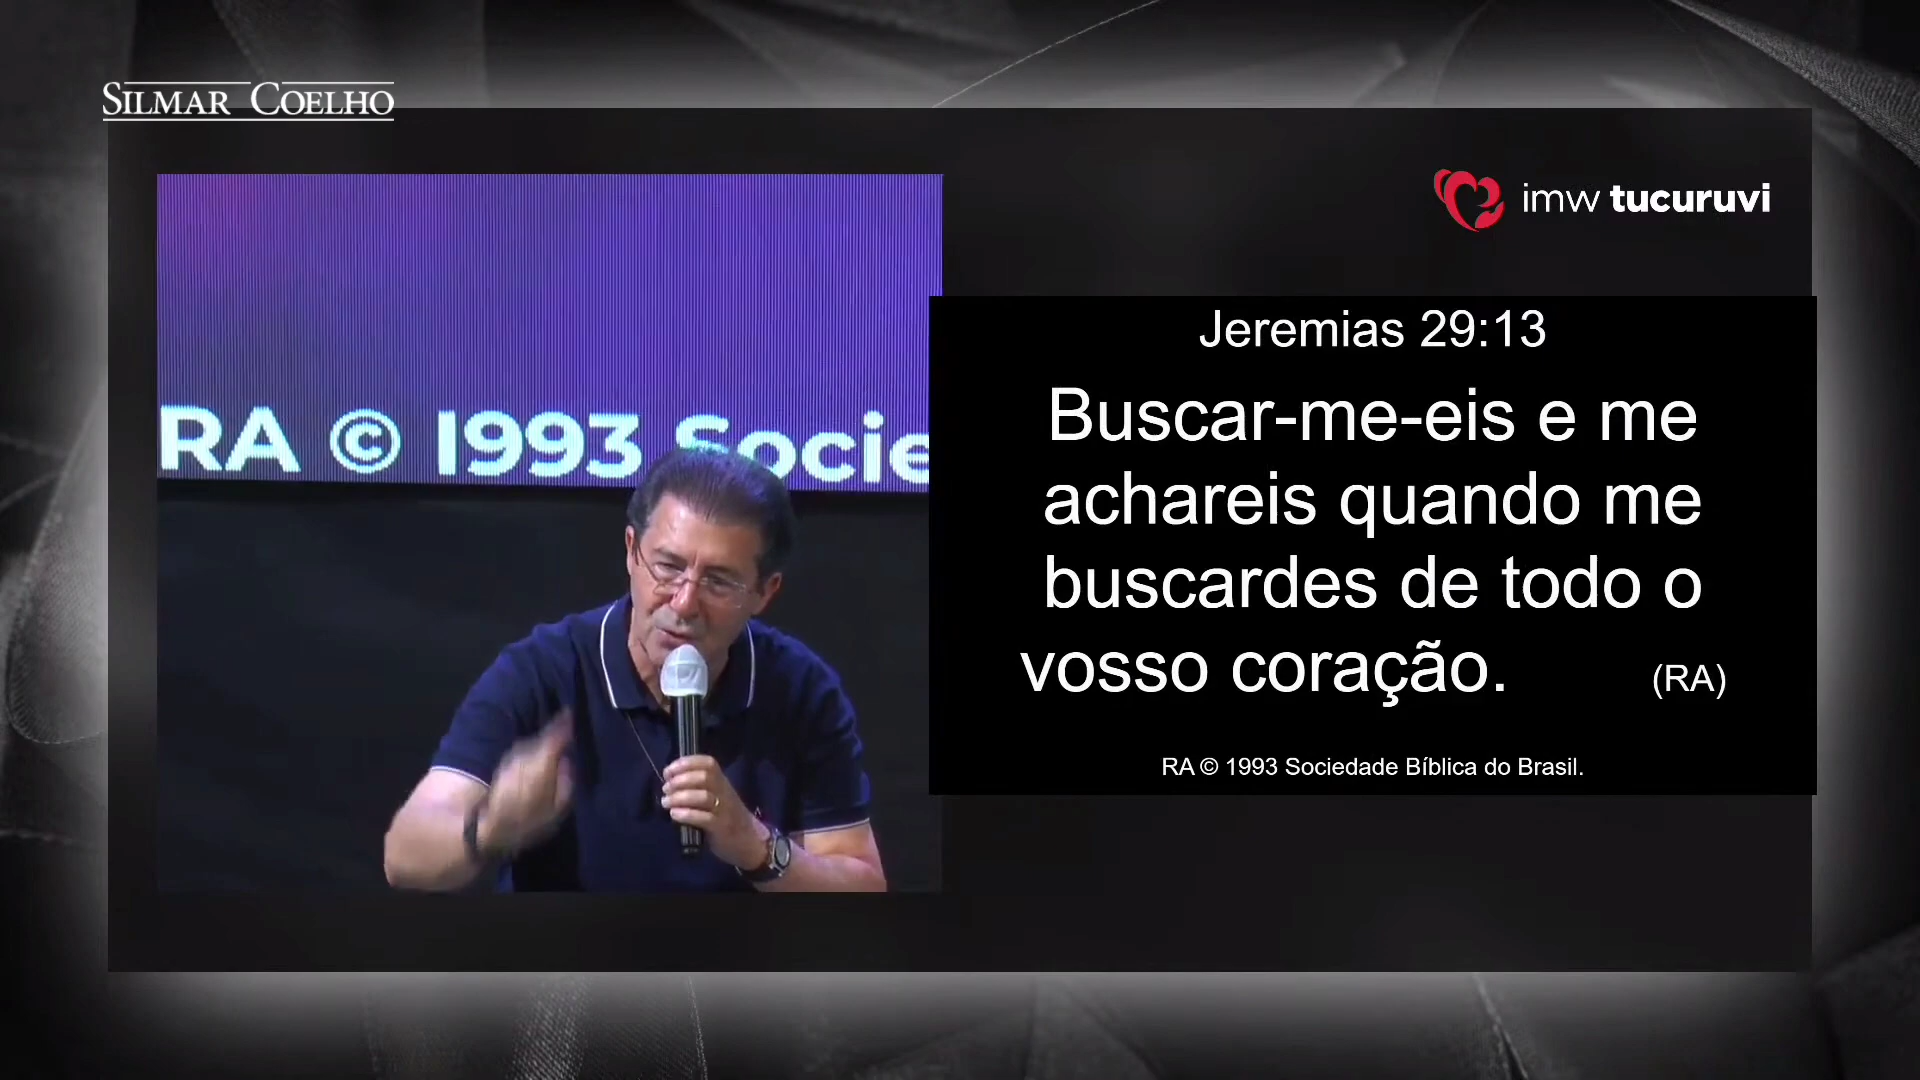 SILMAR COELHO
imw tucuruvi
RA © 1993 Socie
Jeremias 29:13
Buscar-me-eis e me
achareis quando me
buscardes de todo o
vosso coração. (RA)
RA © 1993 Sociedade Bíblica do Brasil.